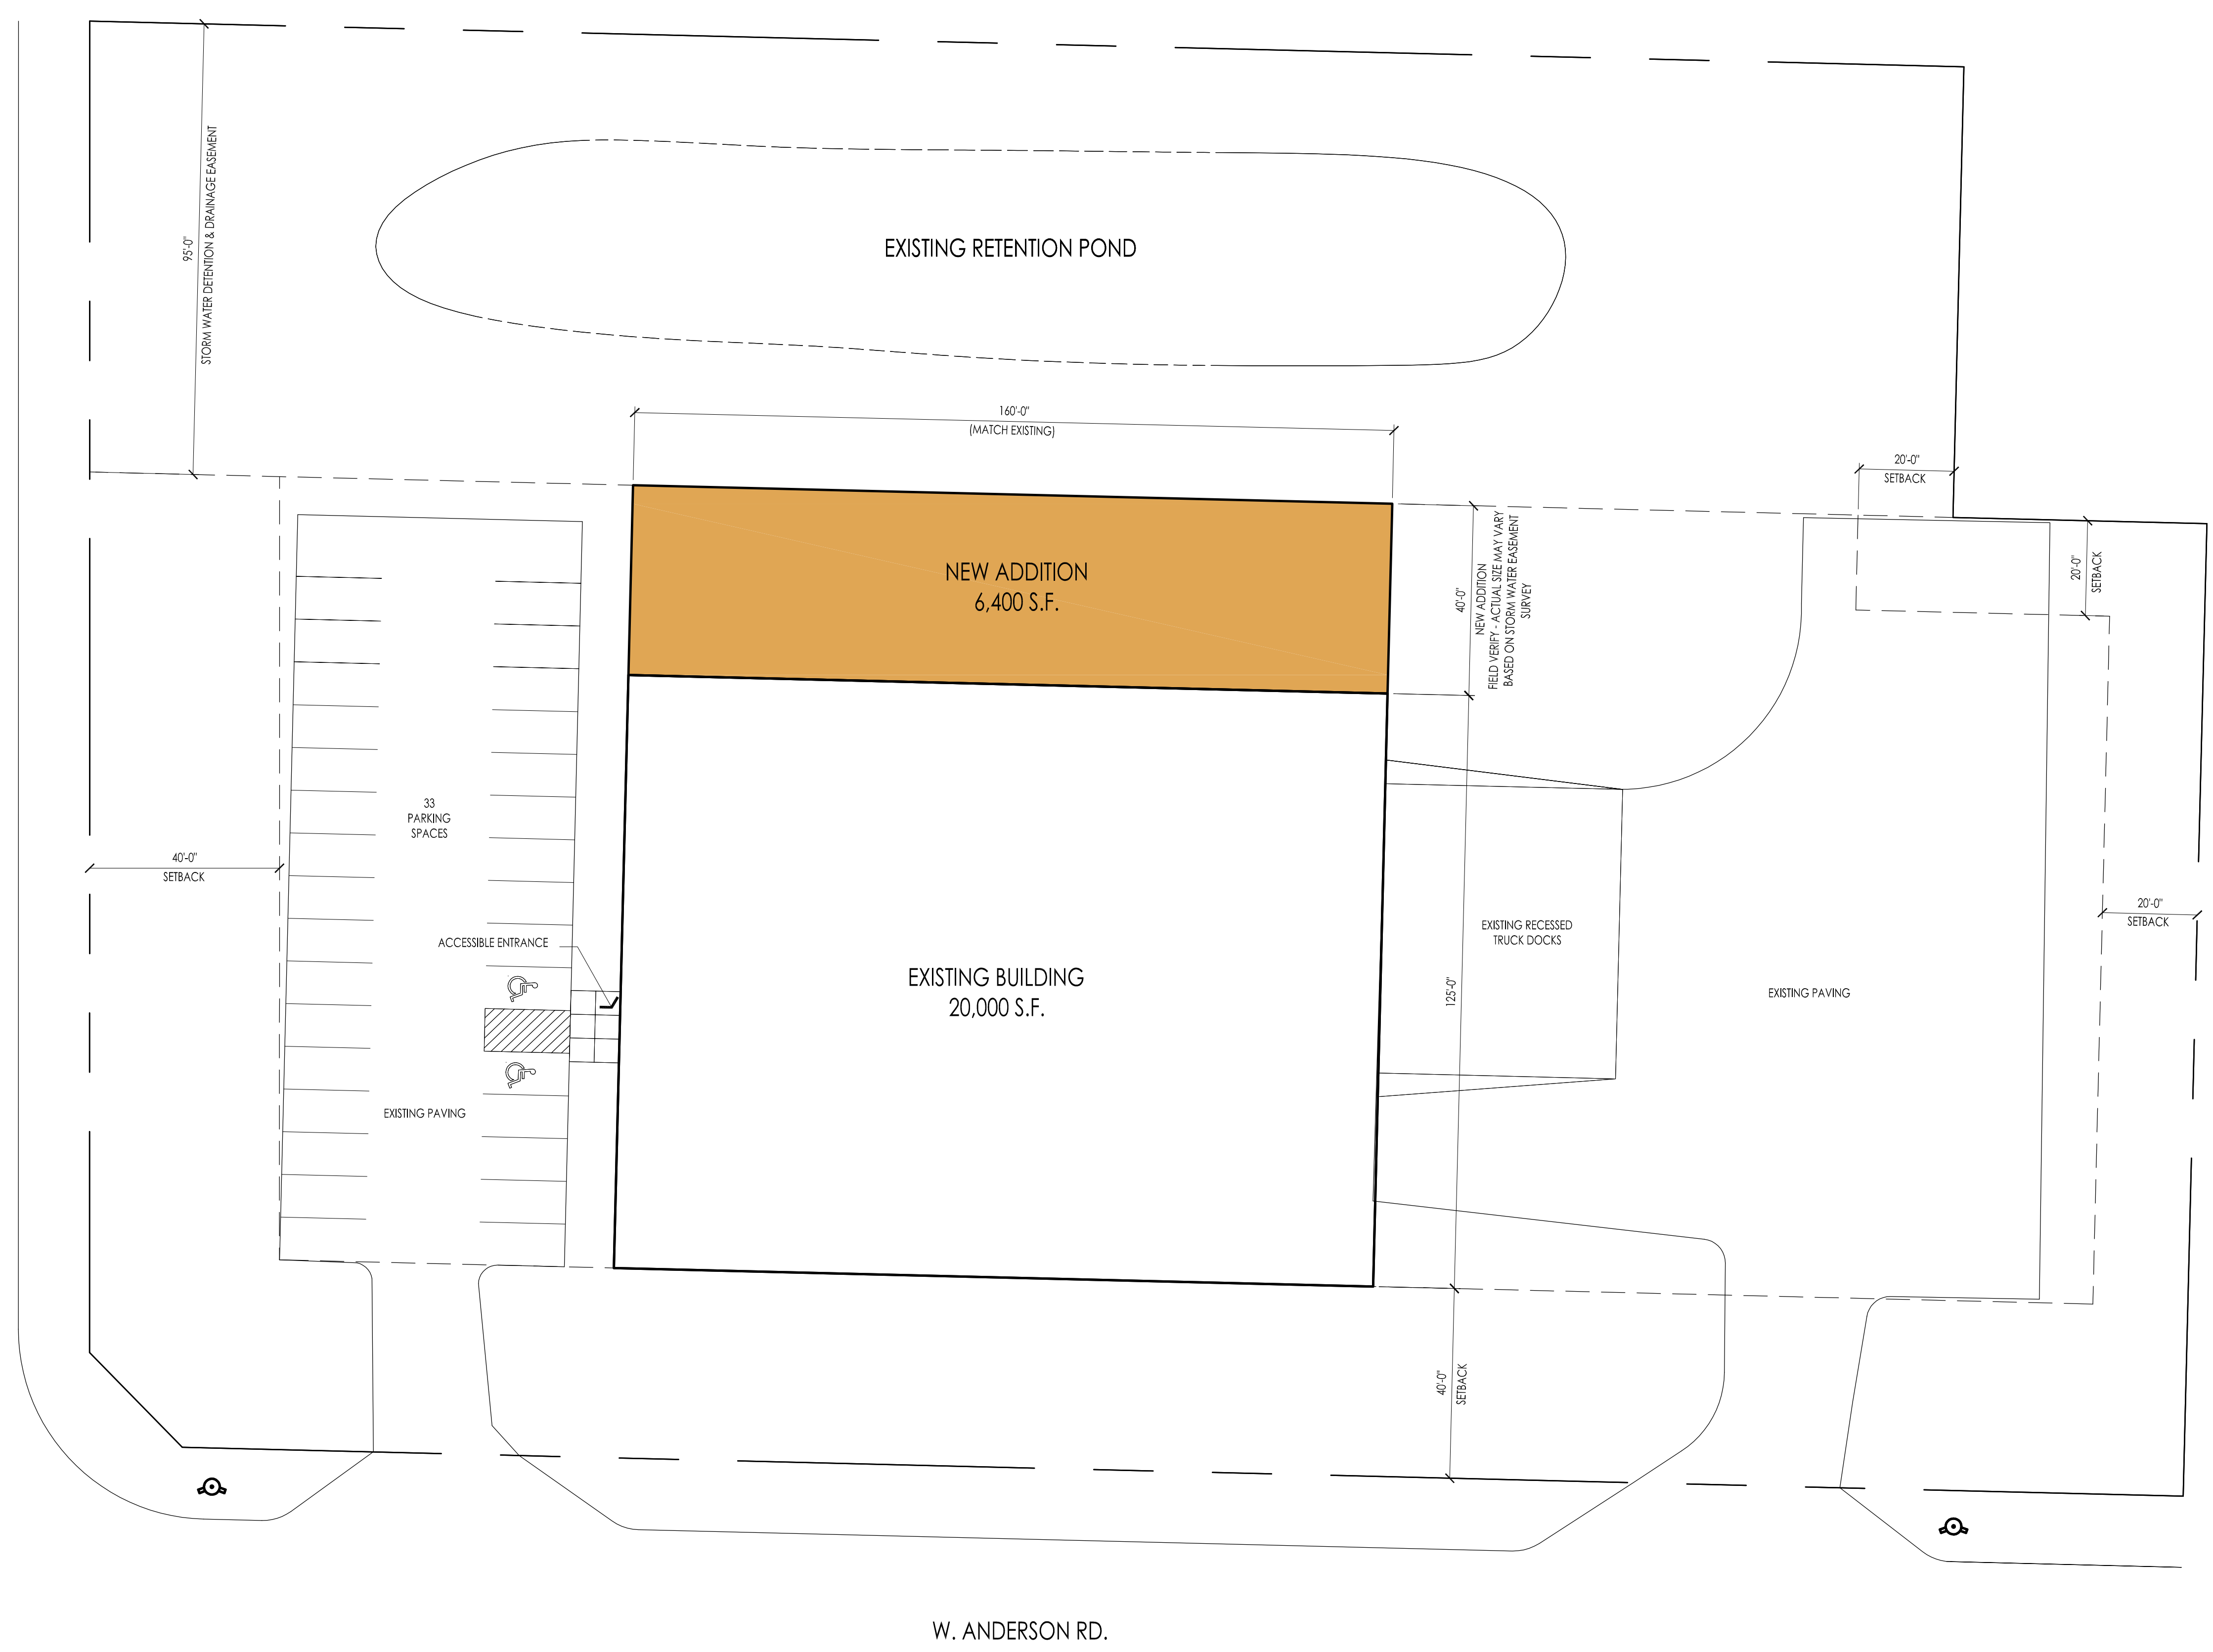 95'-0"
STORM WATER DETENTION & DRAINAGE EASEMENT
EXISTING RETENTION POND
160'-0"
(MATCH EXISTING)
20'-0"
SETBACK
NEW ADDITION
6,400 S.F.
40'-0"
NEW ADDITION
FIELD VERIFY - ACTUAL SIZE MAY VARY
BASED ON STORM WATER EASEMENT
SURVEY
20'-0"
SETBACK
33
PARKING
SPACES
40'-0"
SETBACK
ACCESSIBLE ENTRANCE
EXISTING BUILDING
20,000 S.F.
125'-0"
EXISTING RECESSED
TRUCK DOCKS
EXISTING PAVING
20'-0"
SETBACK
EXISTING PAVING
40'-0"
SETBACK
W. ANDERSON RD.